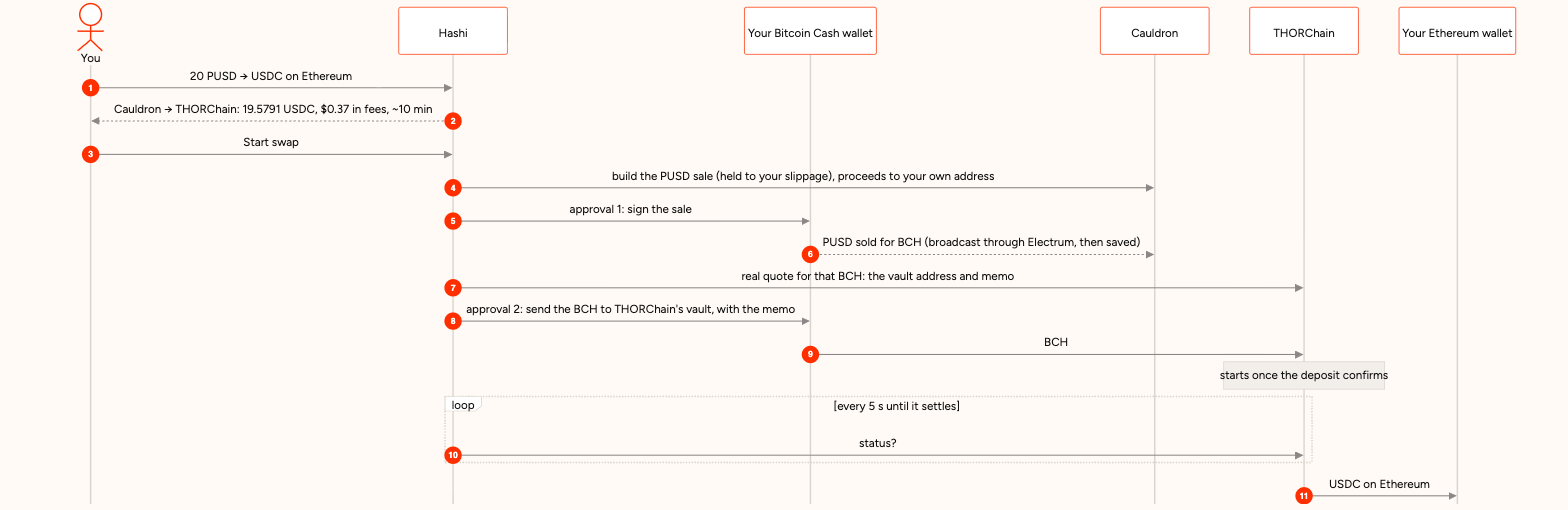 You
Hashi
Your Bitcoin Cash wallet
Cauldron
THORChain
Your Ethereum wallet
1
20 PUSD → USDC on Ethereum
Cauldron → THORChain: 19.5791 USDC, $0.37 in fees, ~10 min
2
3
Start swap
4
build the PUSD sale (held to your slippage), proceeds to your own address
5
approval 1: sign the sale
6
PUSD sold for BCH (broadcast through Electrum, then saved)
7
real quote for that BCH: the vault address and memo
8
approval 2: send the BCH to THORChain's vault, with the memo
9
BCH
starts once the deposit confirms
loop
[every 5 s until it settles]
10
status?
11
USDC on Ethereum